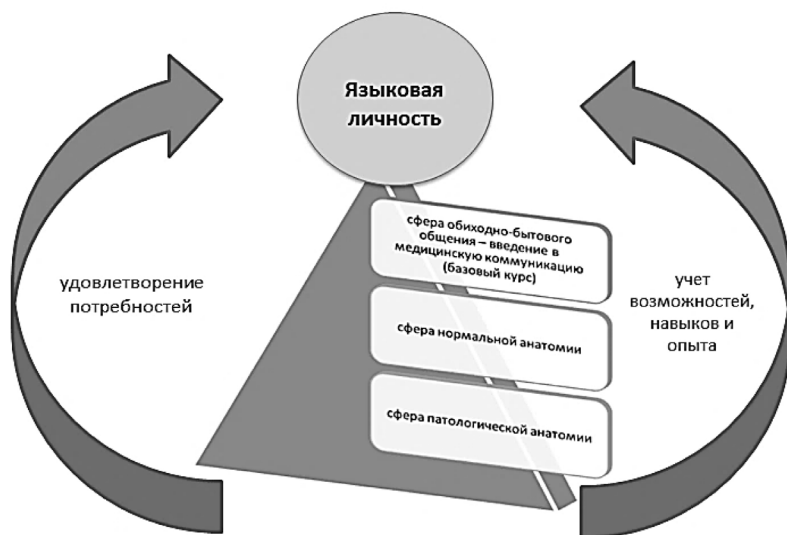 Языковая
личность
сфера обиходно-бытового
общения – введение в
медицинскую коммуникацию
(базовый курс)
удовлетворение
потребностей
учет
возможностей,
навыков и
опыта
сфера нормальной анатомии
сфера патологической анатомии